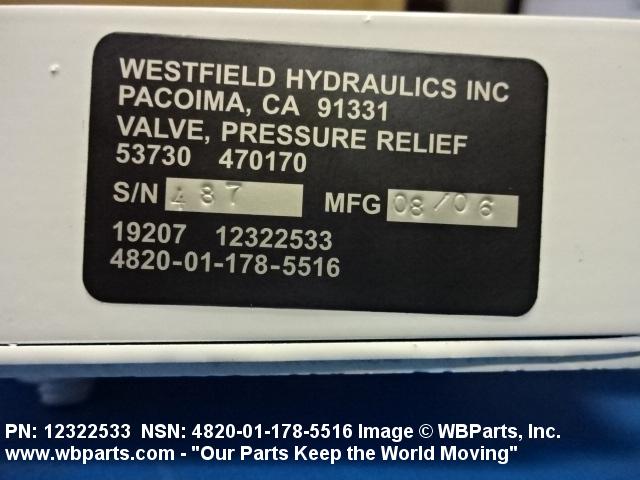 WESTFIELD HYDRAULICS INC
PACOIMA, CA 91331
VALVE, PRESSURE RELIEF
53730 470170
S/N 487 MFG 08/06
19207 12322533
4820-01-178-5516
PN: 12322533 NSN: 4820-01-178-5516 Image © WBParts, Inc.
www.wbparts.com - "Our Parts Keep the World Moving"